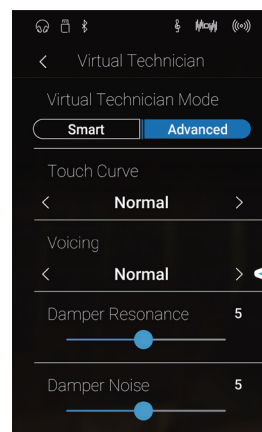 Virtual Technician
Virtual Technician Mode
Smart Advanced
Touch Curve
Normal
Voicing
Normal
Damper Resonance 5
Damper Noise 5